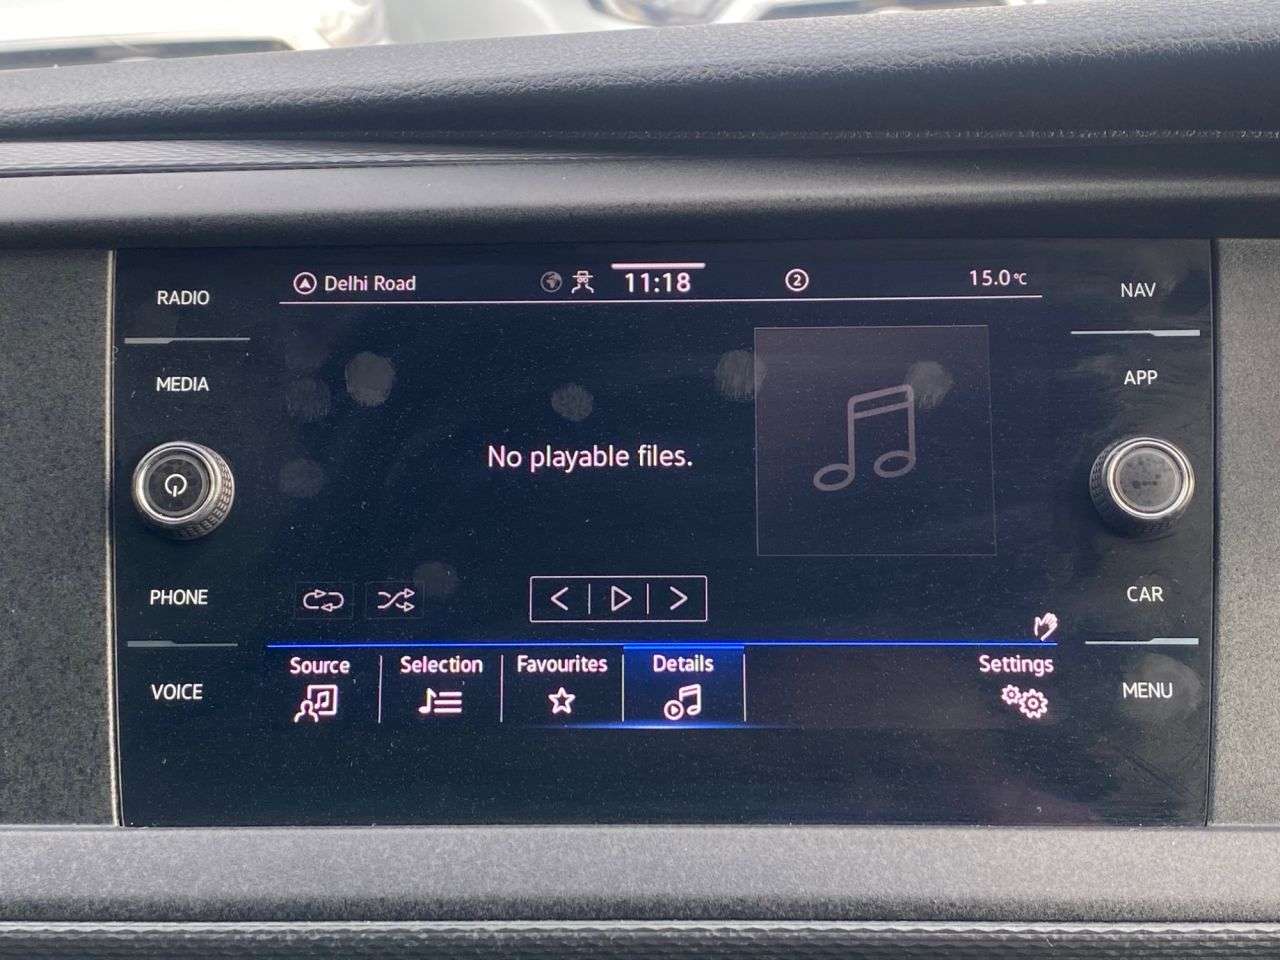 Delhi Road 11:18 2 15.0°C
RADIO
NAV
MEDIA
APP
No playable files.
PHONE
CAR
Source Selection Favourites Details Settings
VOICE
MENU